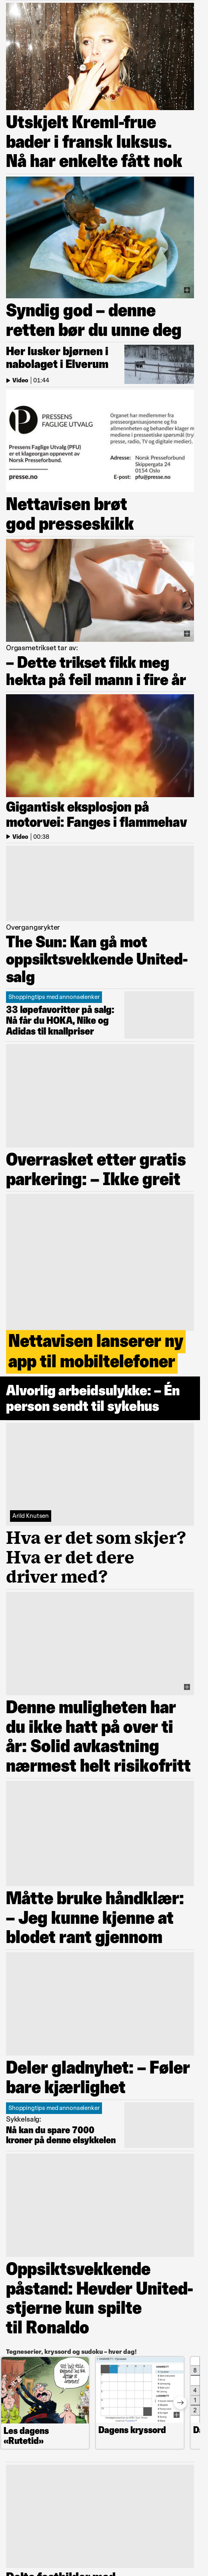 Utskjelt Kreml-frue
bader i fransk luksus.
Nå har enkelte fått nok
Syndig god – denne
retten bør du unne deg
Her lusker bjørnen i
nabolaget i Elverum
Video | 01:44
PRESSENS
FAGLIGE UTVALG
Pressens Faglige Utvalg (PFU)
er et klageorgan oppnevnt av
Norsk Presseforbund.
presse.no
Organet har medlemmer fra
presseorganisasjonene og fra
allmennheten og behandler klager
mediene i presseetiske spørsmål (try
presse, radio, TV og digitale medier).
Adresse: Norsk Presseforbund
Skippergata 24
0154 Oslo
E-post: pfu@presse.no
Nettavisen brøt
god presseskikk
Orgasmetrikset tar av:
– Dette trikset fikk meg
hekta på feil mann i fire år
Gigantisk eksplosjon på
motorvei: Fanges i flammehav
Video | 00:38
Overgangsrykter
The Sun: Kan gå mot
oppsiktsvekkende United-
salg
Shoppingtips med annonselenker
33 løpefavoritter på salg:
Nå får du HOKA, Nike og
Adidas til knallpriser
Overrasket etter gratis
parkering: – Ikke greit
Nettavisen lanserer ny
app til mobiltelefoner
Alvorlig arbeidsulykke: – Én
person sendt til sykehus
Arild Knutsen
Hva er det som skjer?
Hva er det dere
driver med?
Denne muligheten har
du ikke hatt på over ti
år: Solid avkastning
nærmest helt risikofritt
Måtte bruke håndklær:
– Jeg kunne kjenne at
blodet rant gjennom
Deler gladnyhet: – Føler
bare kjærlighet
Shoppingtips med annonselenker
Sykkelsalg:
Nå kan du spare 7000
kroner på denne elsykkelen
Oppsiktsvekkende
påstand: Hevder United-
stjerne kun spilte
til Ronaldo
Tegneserier, kryssord og sudoku – hver dag!
Les dagens
«Rutetid»
Dagens kryssord